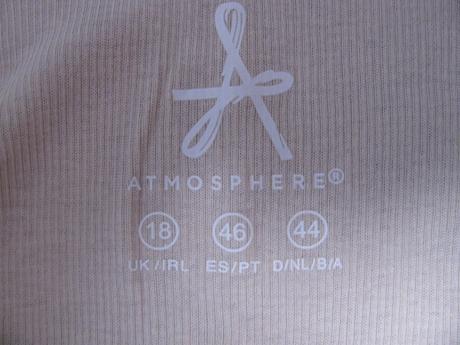 ATMOSPHERE®
18 46 44
UK/IRL ES/PT D/NL/B/A